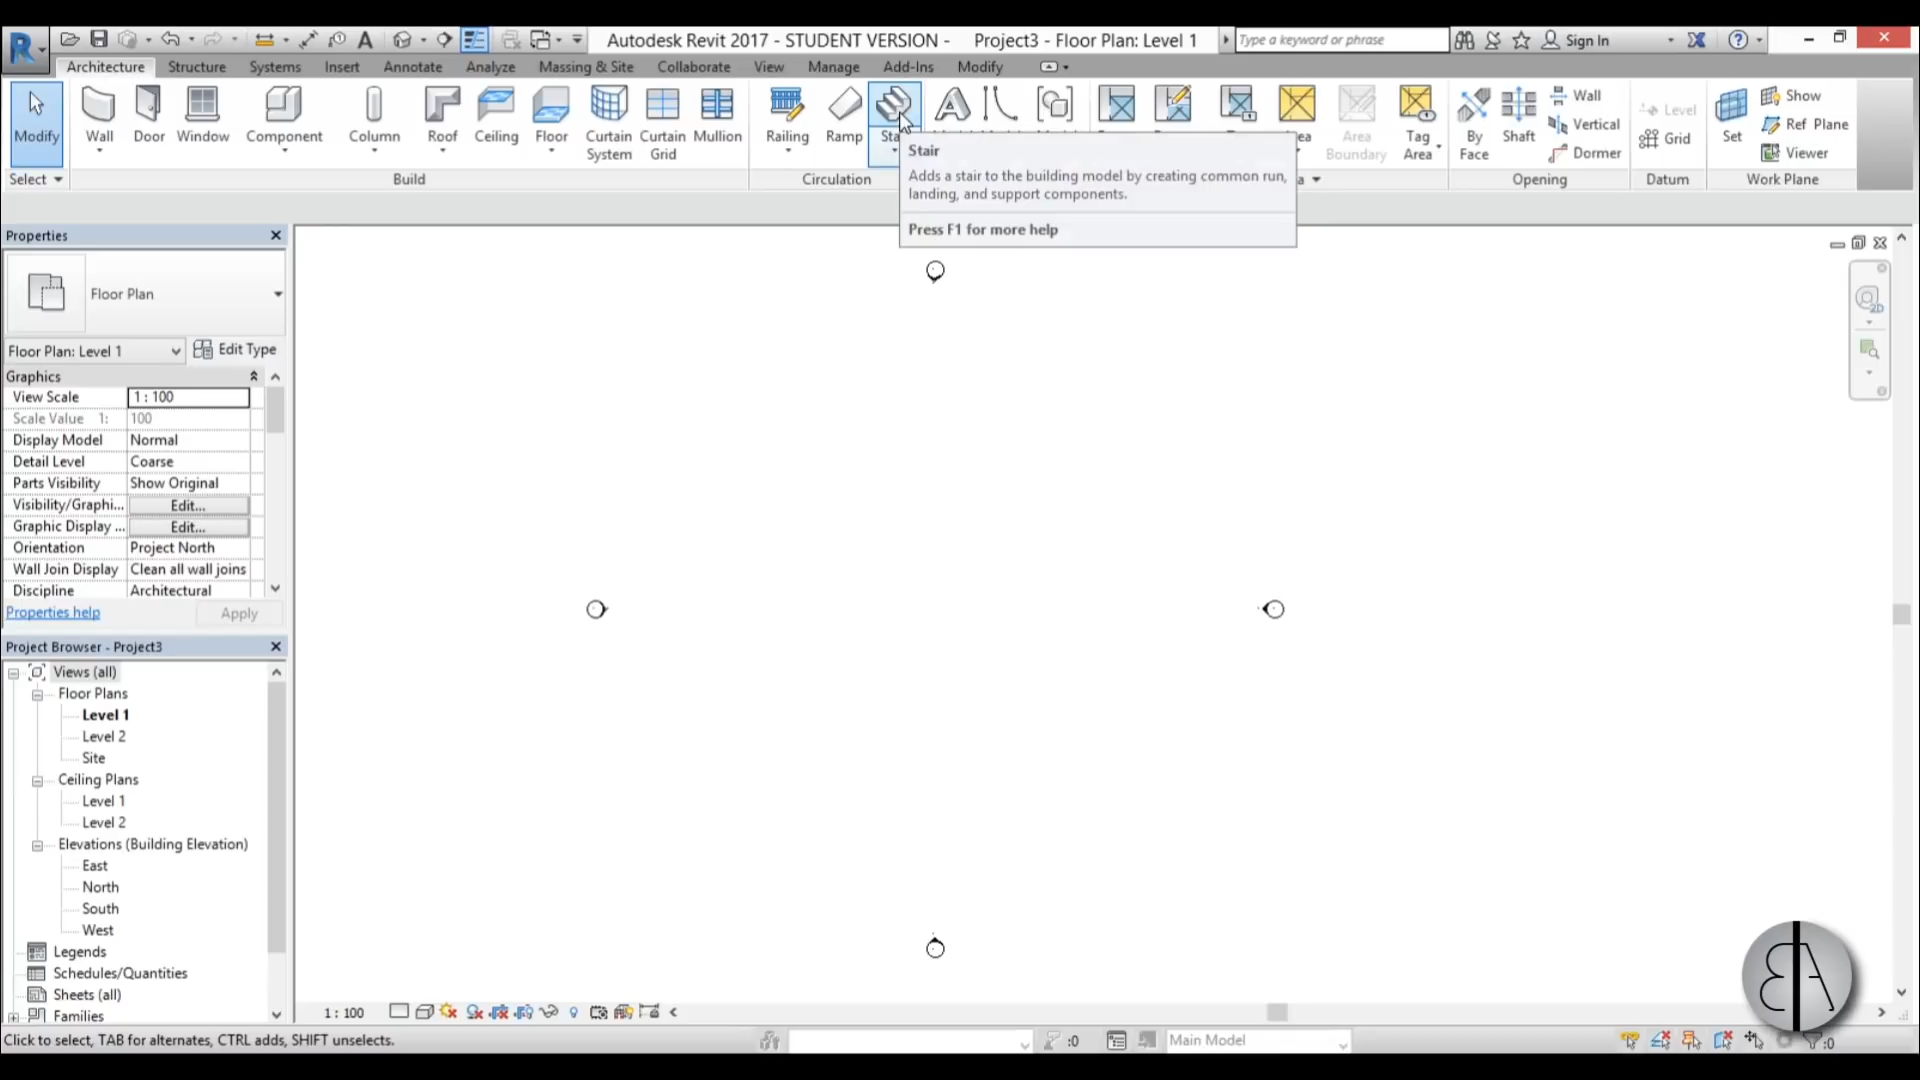 Autodesk Revit 2017 - STUDENT VERSION - Project3 - Floor Plan: Level 1
Type a keyword or phrase
Sign In
Architecture Structure Systems Insert Annotate Analyze Massing & Site Collaborate View Manage Add-Ins Modify
Modify Wall Door Window Component Column Roof Ceiling Floor Curtain System Curtain Grid Mullion Railing Ramp
Area Boundary Tag Area By Face Shaft Wall Vertical Dormer Level Grid Set Show Ref Plane Viewer
Select Build Circulation Opening Datum Work Plane
Stair
Adds a stair to the building model by creating common run,
landing, and support components.
Press F1 for more help
Properties
Floor Plan
Floor Plan: Level 1 Edit Type
Graphics
View Scale 1 : 100
Scale Value 1: 100
Display Model Normal
Detail Level Coarse
Parts Visibility Show Original
Visibility/Graphi... Edit...
Graphic Display ... Edit...
Orientation Project North
Wall Join Display Clean all wall joins
Discipline Architectural
Properties help Apply
Project Browser - Project3
Views (all)
Floor Plans
Level 1
Level 2
Site
Ceiling Plans
Level 1
Level 2
Elevations (Building Elevation)
East
North
South
West
Legends
Schedules/Quantities
Sheets (all)
Families
1 : 100
2D
BA
Click to select, TAB for alternates, CTRL adds, SHIFT unselects.
:0
Main Model
:0